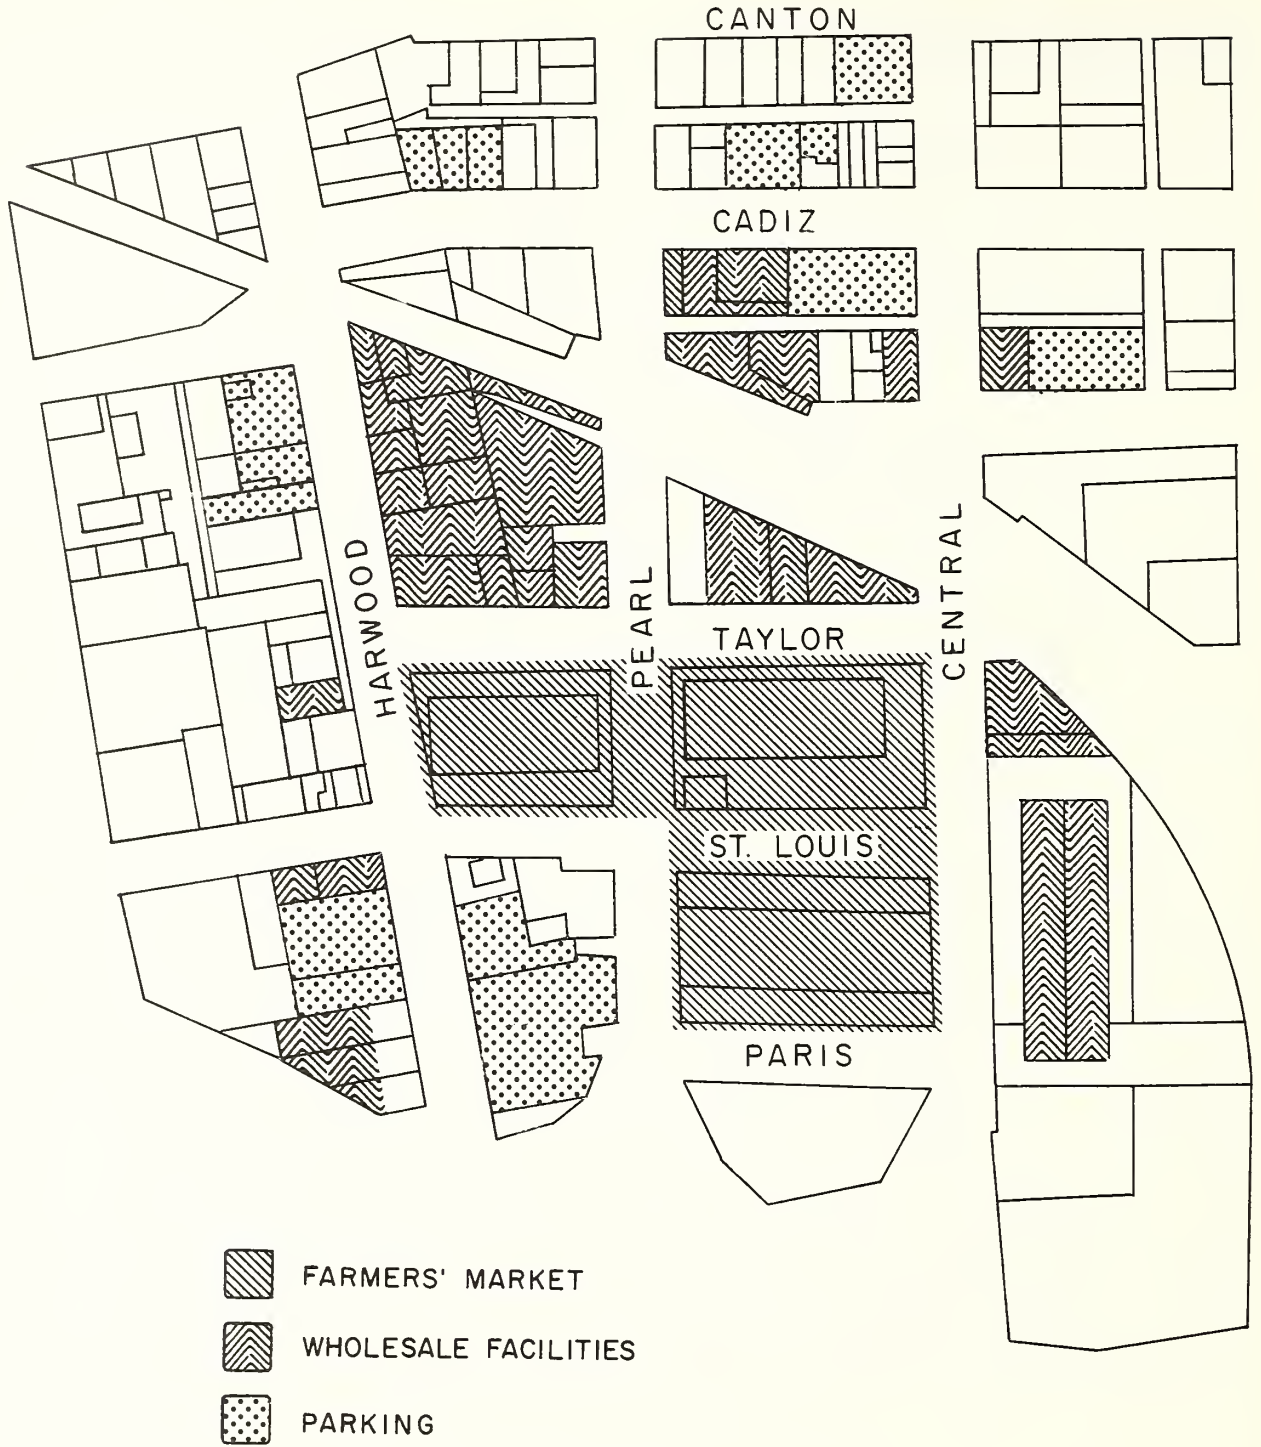 CANTON
CADIZ
HARWOOD
PEARL
CENTRAL
TAYLOR
ST. LOUIS
PARIS
FARMERS' MARKET
WHOLESALE FACILITIES
PARKING